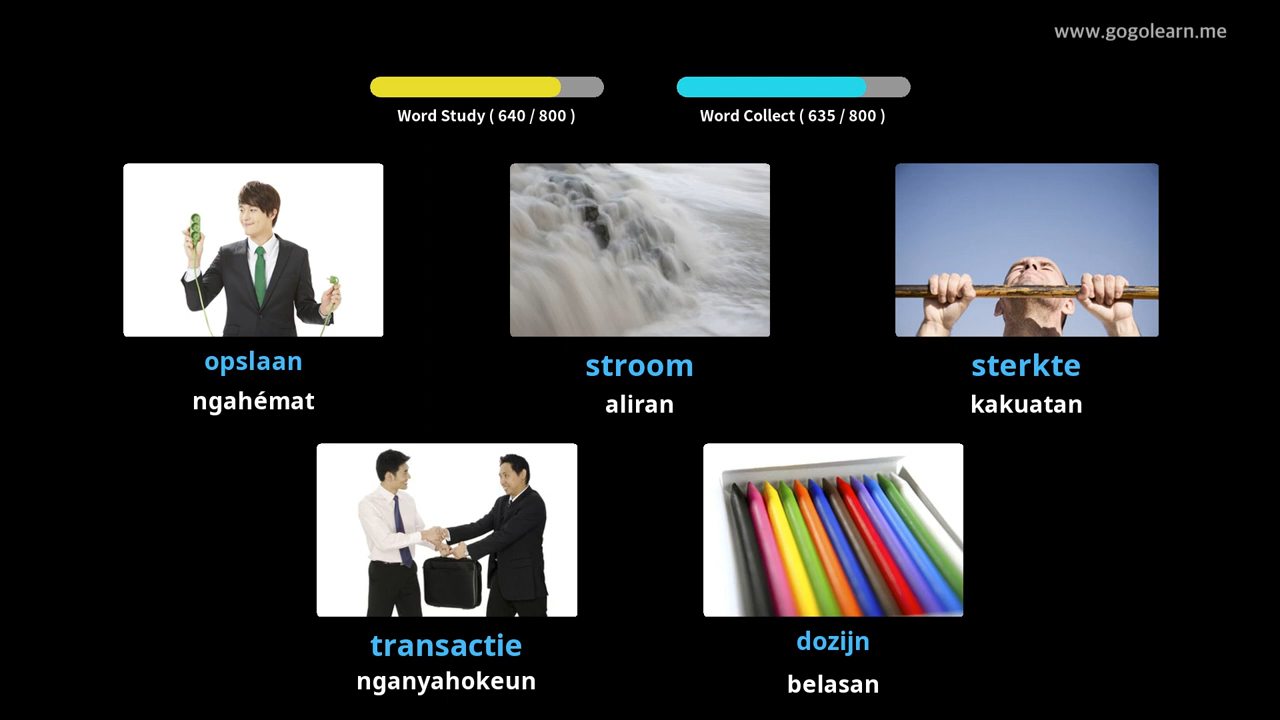 www.gogolearn.me
Word Study ( 640 / 800 )
Word Collect ( 635 / 800 )
opslaan
ngahémat
stroom
aliran
sterkte
kakuatan
transactie
nganyahokeun
dozijn
belasan